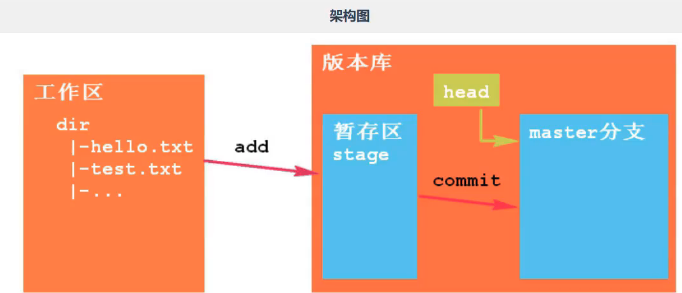 架构图
工作区
dir
|-hello.txt
|-test.txt
|-...
add
版本库
head
暂存区
stage
commit
master分支